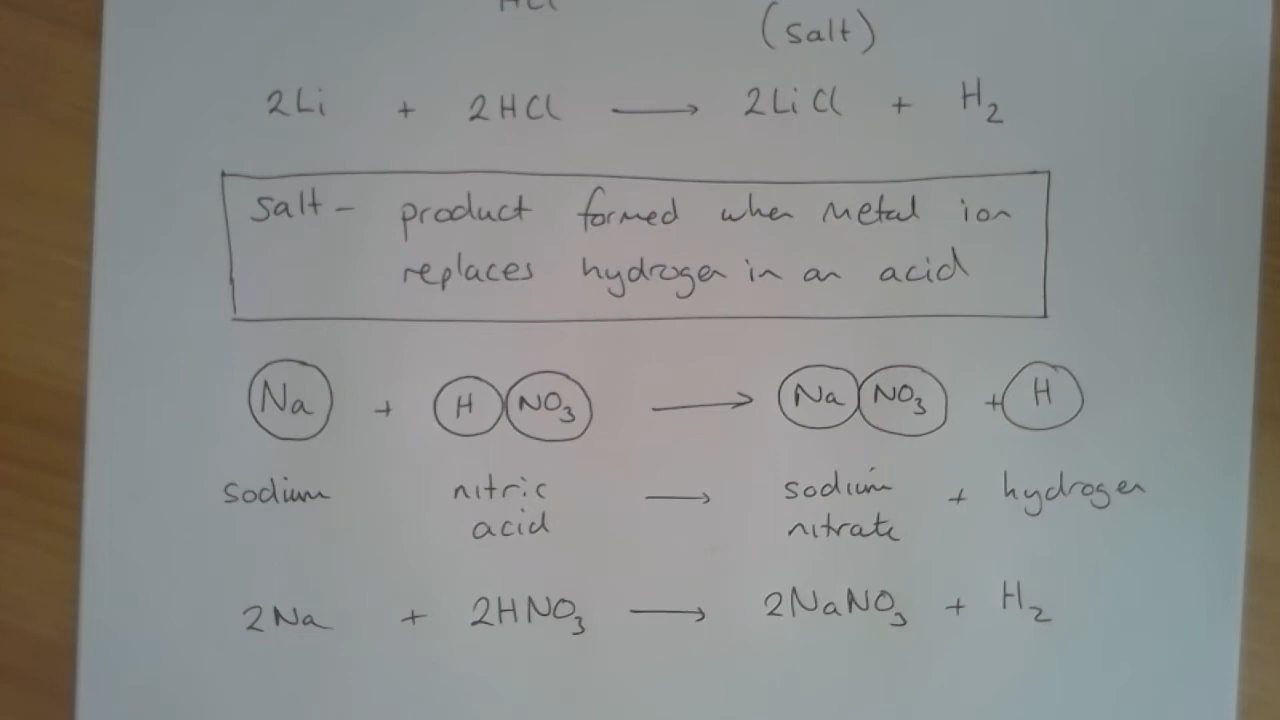 HCl
(salt)
2Li + 2HCl ⟶ 2LiCl + H₂
Salt – product formed when metal ion
replaces hydrogen in an acid
Na + H NO₃ ⟶ Na NO₃ + H
sodium nitric acid ⟶ sodium nitrate + hydrogen
2Na + 2HNO₃ ⟶ 2NaNO₃ + H₂